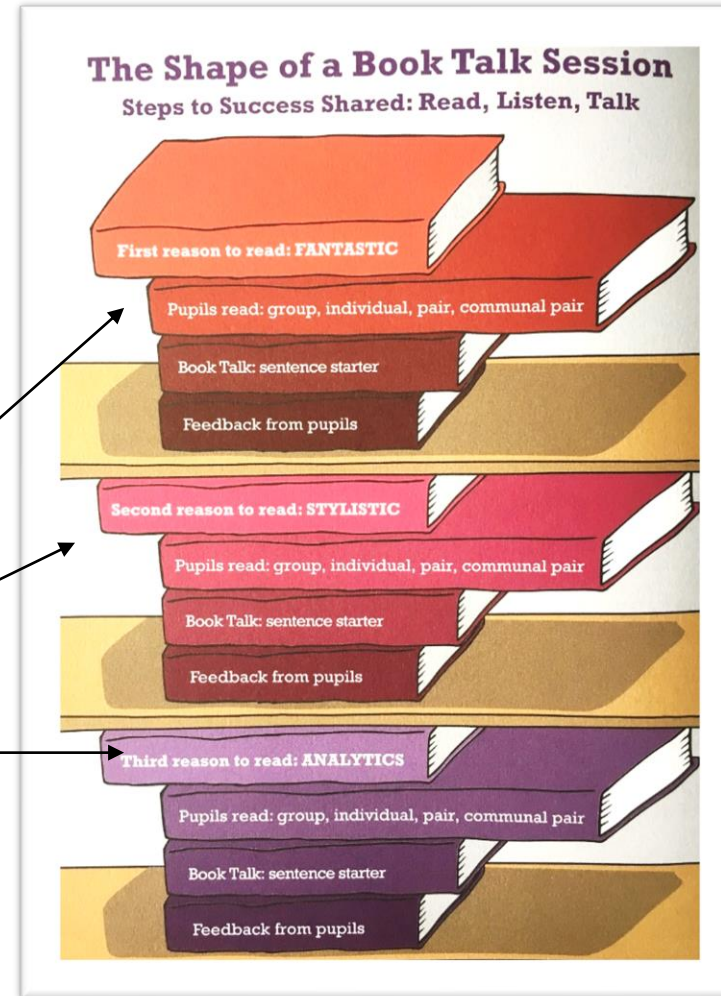 The Shape of a Book Talk Session
Steps to Success Shared: Read, Listen, Talk
First reason to read: FANTASTIC
Pupils read: group, individual, pair, communal pair
Book Talk: sentence starter
Feedback from pupils
Second reason to read: STYLISTIC
Pupils read: group, individual, pair, communal pair
Book Talk: sentence starter
Feedback from pupils
Third reason to read: ANALYTICS
Pupils read: group, individual, pair, communal pair
Book Talk: sentence starter
Feedback from pupils